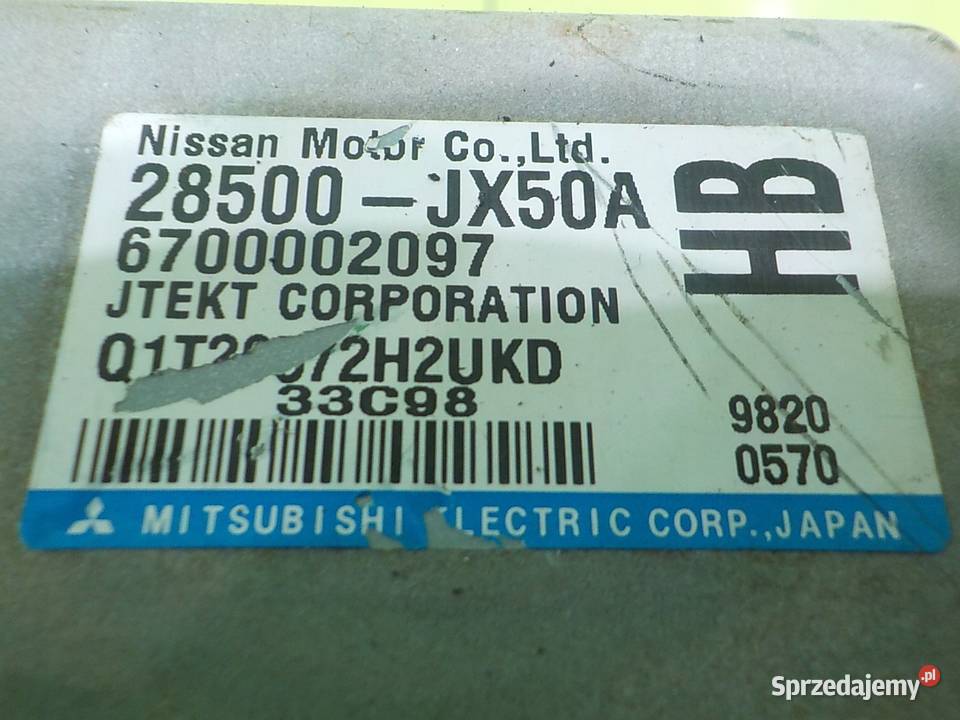 Nissan Motor Co.,Ltd.
28500-JX50A
HB
6700002097
JTEKT CORPORATION
33C98
9820
0570
MITSUBISHI ELECTRIC CORP., JAPAN
Sprzedajemy.pl